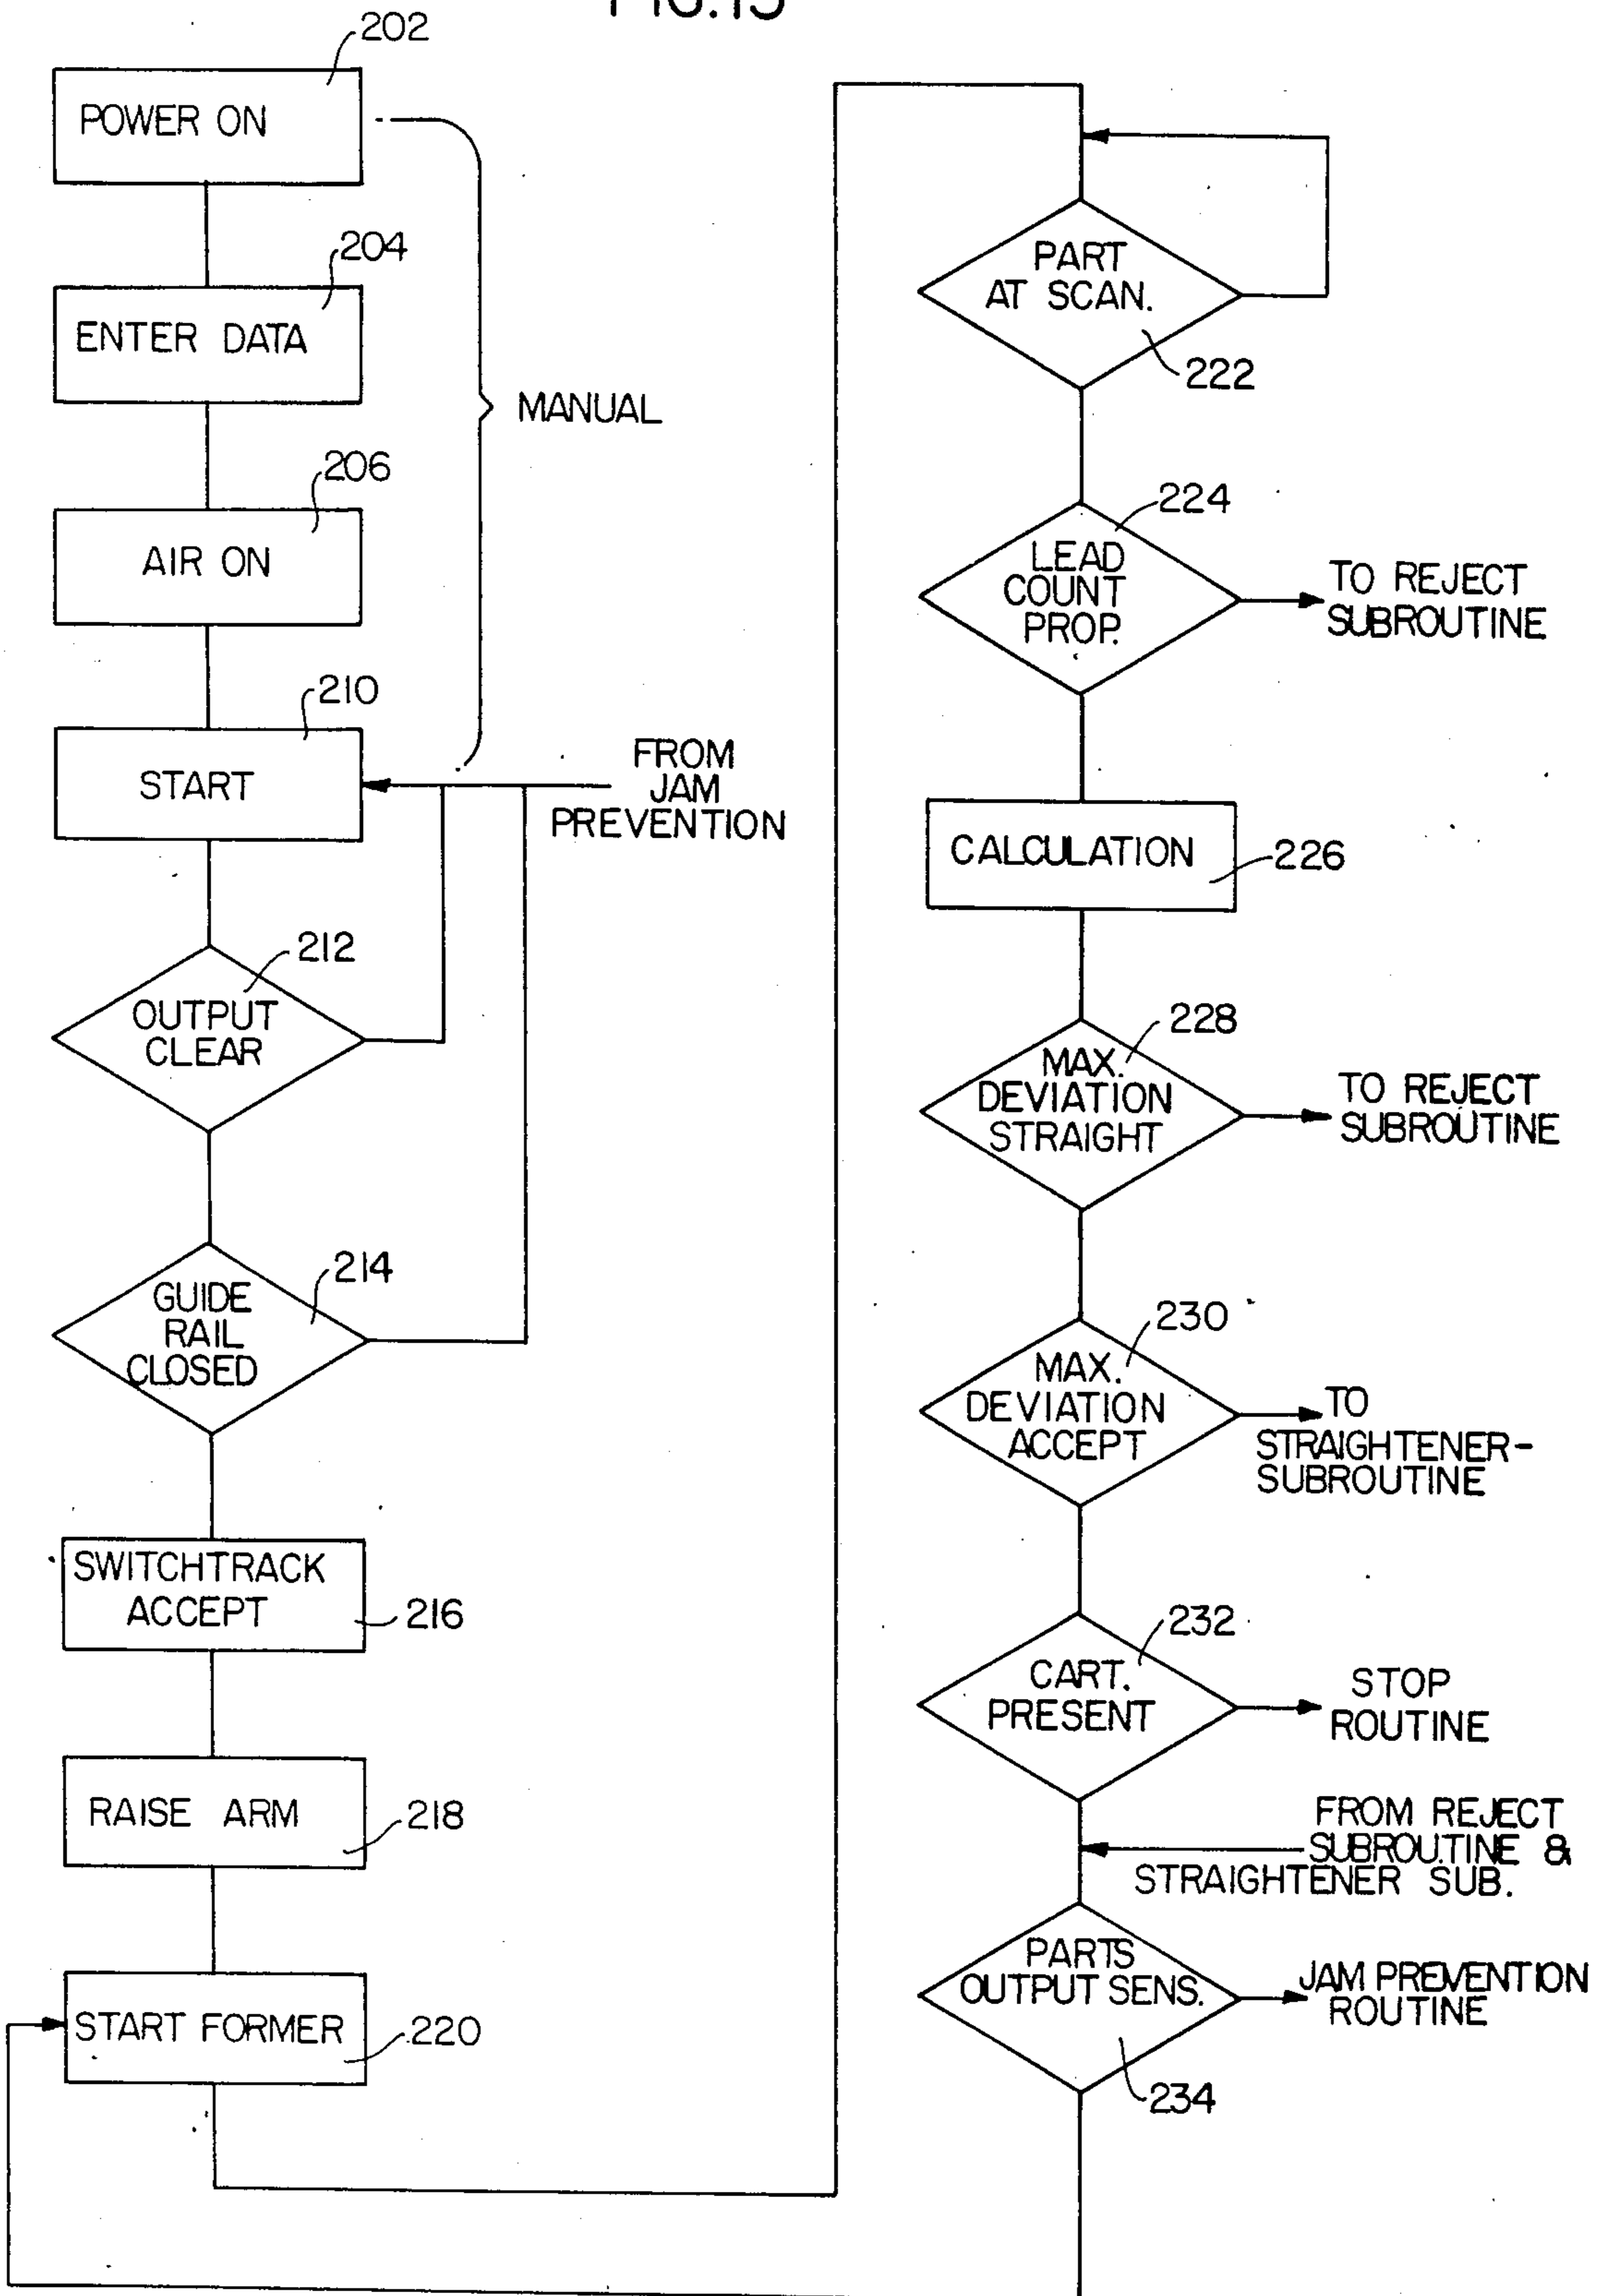 FIG.15
202
POWER ON
204
ENTER DATA
MANUAL
206
AIR ON
210
START
FROM
JAM
PREVENTION
212
OUTPUT
CLEAR
214
GUIDE
RAIL
CLOSED
SWITCHTRACK
ACCEPT
216
RAISE ARM
218
START FORMER
220
PART
AT SCAN.
222
224
LEAD
COUNT
PROP.
TO REJECT
SUBROUTINE
CALCULATION
226
228
MAX.
DEVIATION
STRAIGHT
TO REJECT
SUBROUTINE
230
MAX.
DEVIATION
ACCEPT
TO
STRAIGHTENER-
SUBROUTINE
232
CART.
PRESENT
STOP
ROUTINE
FROM REJECT
SUBROUTINE &
STRAIGHTENER SUB.
PARTS
OUTPUT SENS.
JAM PREVENTION
ROUTINE
234